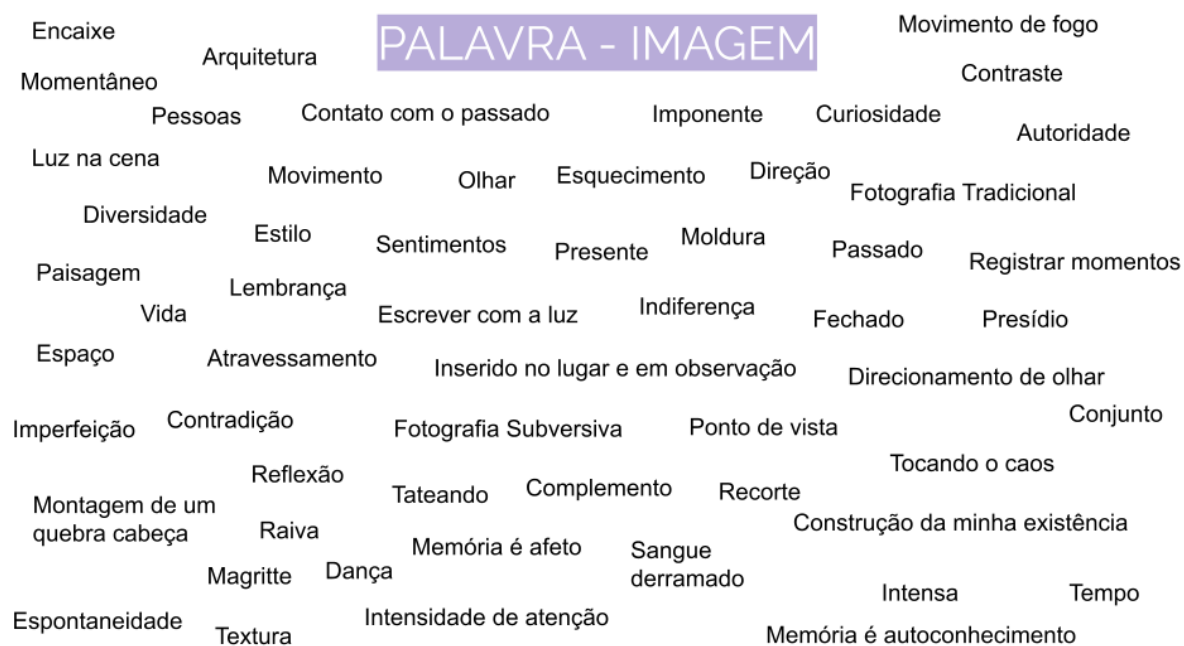 PALAVRA - IMAGEM
Encaixe
Movimento de fogo
Arquitetura
Contraste
Momentâneo
Pessoas
Contato com o passado
Imponente
Curiosidade
Autoridade
Luz na cena
Movimento
Olhar
Esquecimento
Direção
Fotografia Tradicional
Diversidade
Estilo
Sentimentos
Presente
Moldura
Passado
Registrar momentos
Paisagem
Lembrança
Vida
Escrever com a luz
Indiferença
Fechado
Presídio
Espaço
Atravessamento
Inserido no lugar e em observação
Direcionamento de olhar
Conjunto
Imperfeição
Contradição
Fotografia Subversiva
Ponto de vista
Tocando o caos
Reflexão
Tateando
Complemento
Recorte
Montagem de um
quebra cabeça
Raiva
Construção da minha existência
Memória é afeto
Sangue
derramado
Magritte
Dança
Intensa
Tempo
Espontaneidade
Textura
Intensidade de atenção
Memória é autoconhecimento